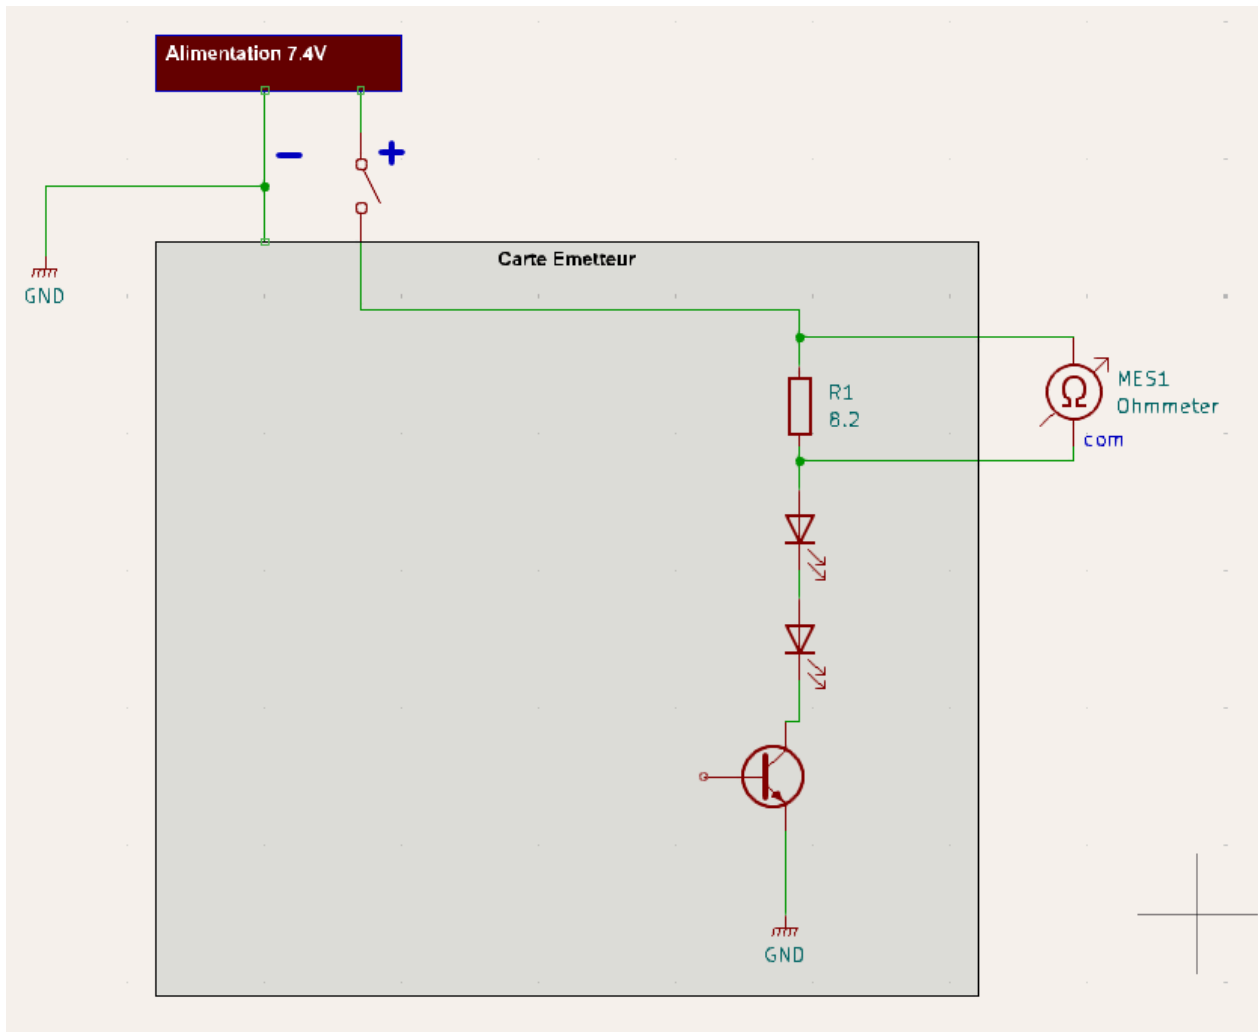 Alimentation 7.4V
−
+
GND
Carte Emetteur
R1
8.2
Ω
MES1
Ohmmeter
com
GND